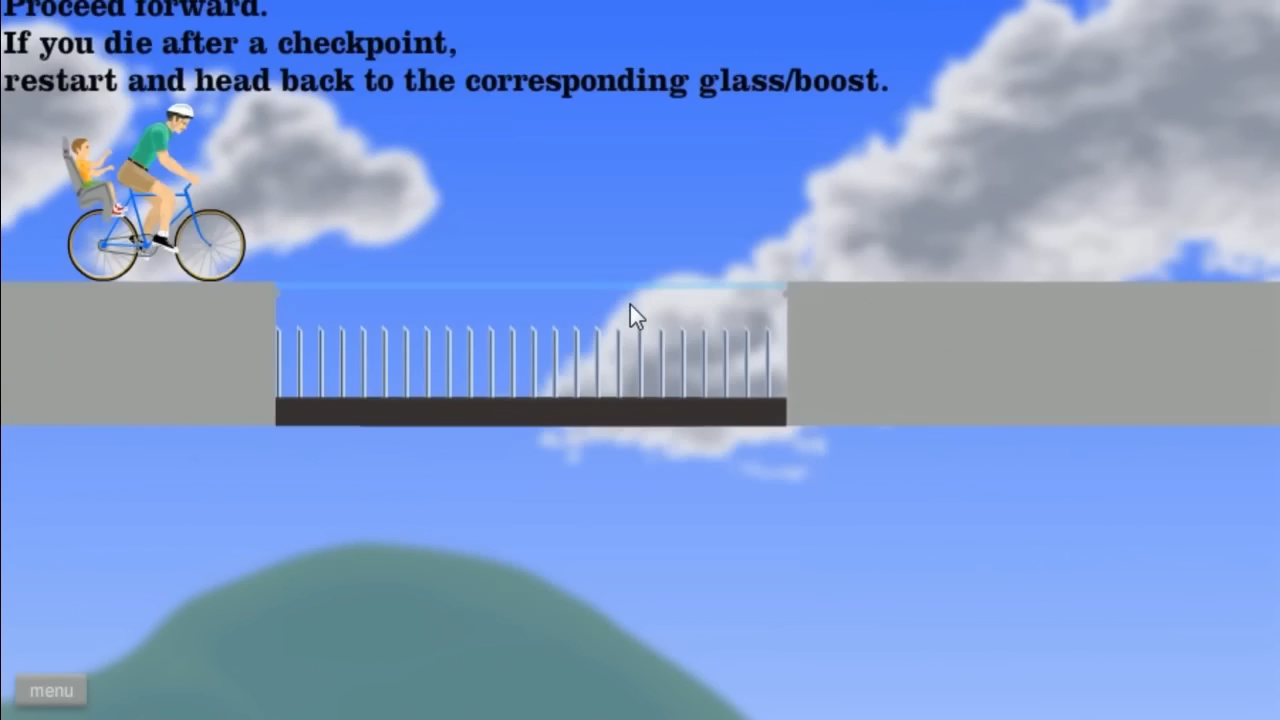 Proceed forward.
If you die after a checkpoint,
restart and head back to the corresponding glass/boost.
menu